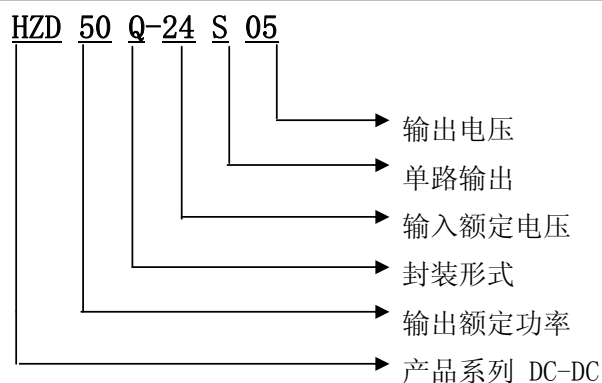 HZD 50 Q-24 S 05
输出电压
单路输出
输入额定电压
封装形式
输出额定功率
产品系列 DC-DC